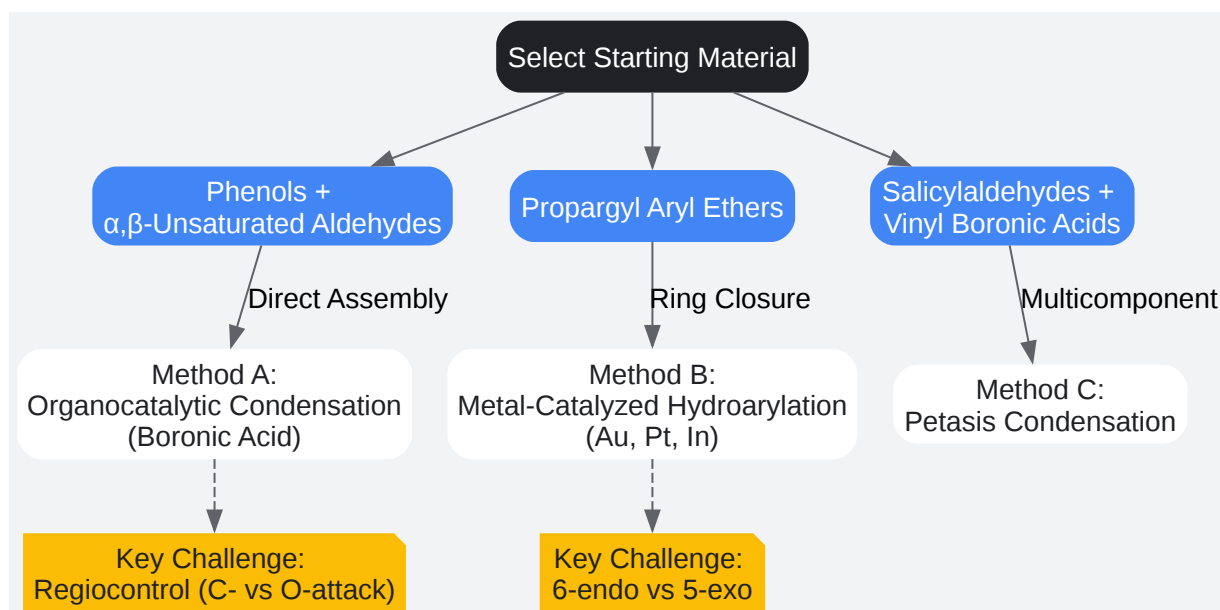 Select Starting Material
Phenols +
α,β-Unsaturated Aldehydes
Propargyl Aryl Ethers
Salicylaldehydes +
Vinyl Boronic Acids
Direct Assembly
Ring Closure
Multicomponent
Method A:
Organocatalytic Condensation
(Boronic Acid)
Method B:
Metal-Catalyzed Hydroarylation
(Au, Pt, In)
Method C:
Petasis Condensation
Key Challenge:
Regiocontrol (C- vs O-attack)
Key Challenge:
6-endo vs 5-exo